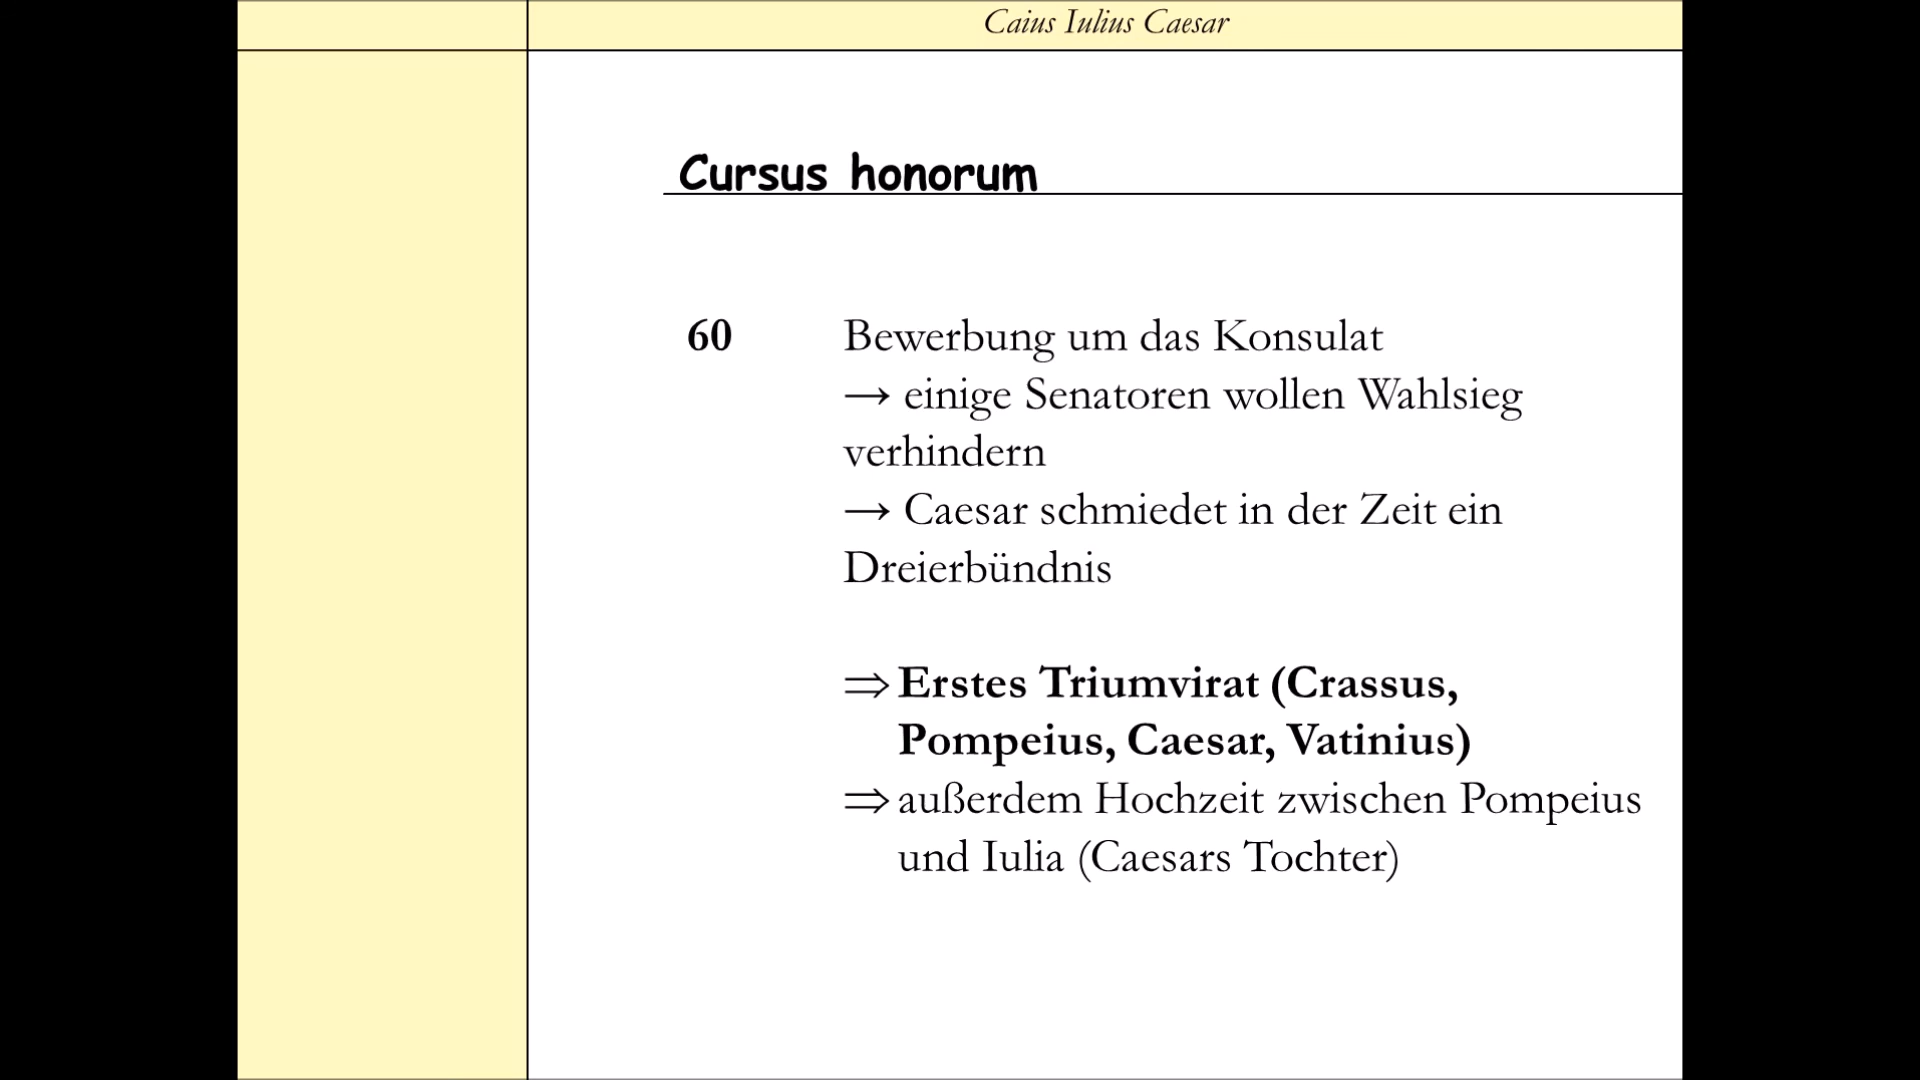 Caius Iulius Caesar
Cursus honorum
60 Bewerbung um das Konsulat
→ einige Senatoren wollen Wahlsieg
verhindern
→ Caesar schmiedet in der Zeit ein
Dreierbündnis
⇒ Erstes Triumvirat (Crassus,
Pompeius, Caesar, Vatinius)
⇒ außerdem Hochzeit zwischen Pompeius
und Iulia (Caesars Tochter)